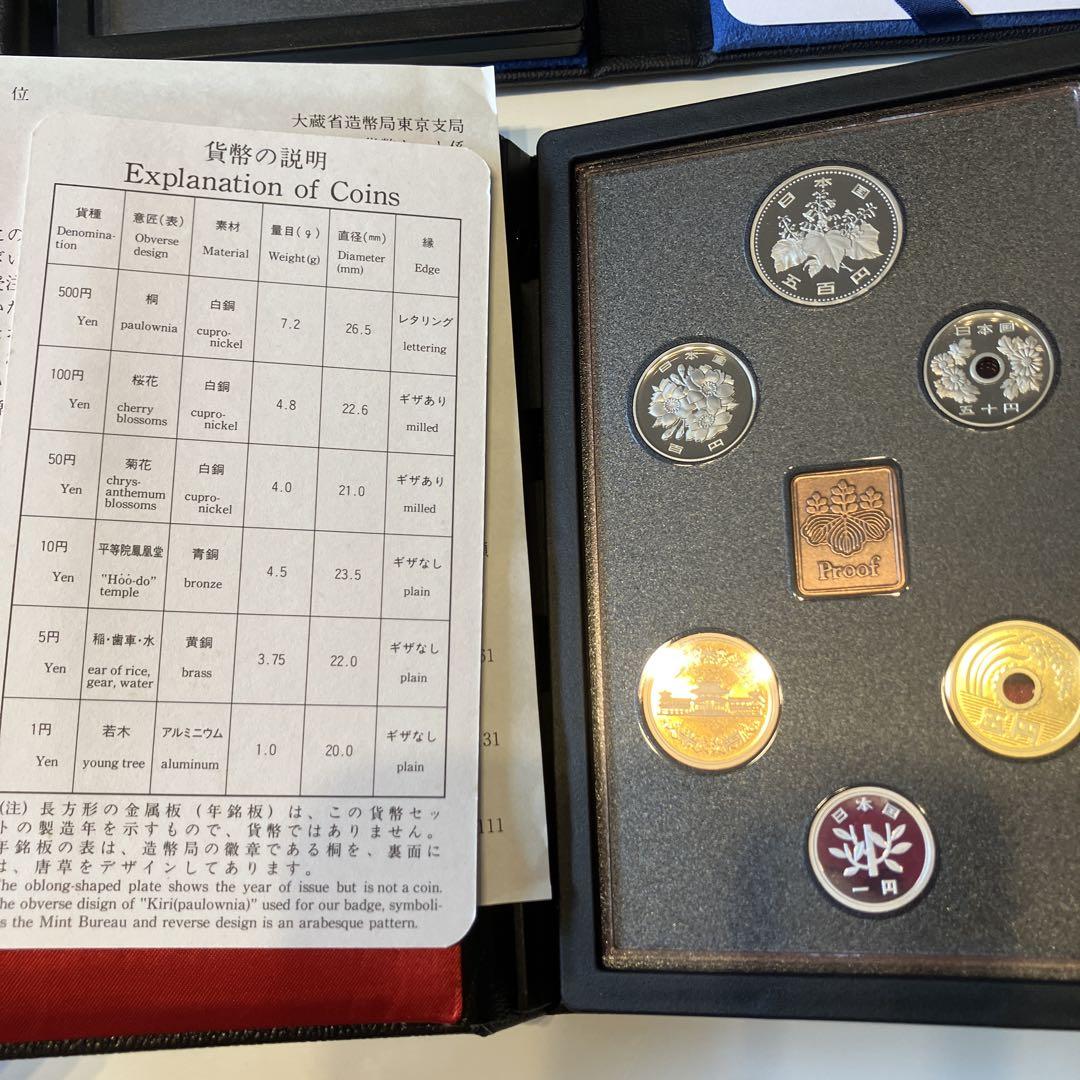 位
大蔵省造幣局東京支局
貨幣の説明
Explanation of Coins
貨種 Denomina-tion 意匠(表) Obverse design 素材 Material 量目(g) Weight(g) 直径(mm) Diameter (mm) 縁 Edge
500円 Yen 桐 paulownia 白銅 cupro-nickel 7.2 26.5 レタリング lettering
100円 Yen 桜花 cherry blossoms 白銅 cupro-nickel 4.8 22.6 ギザあり milled
50円 Yen 菊花 chrys-anthemum blossoms 白銅 cupro-nickel 4.0 21.0 ギザあり milled
10円 Yen 平等院鳳凰堂 "Hōō-do" temple 青銅 bronze 4.5 23.5 ギザなし plain
5円 Yen 稲・歯車・水 ear of rice, gear, water 黄銅 brass 3.75 22.0 ギザなし plain
1円 Yen 若木 young tree アルミニウム aluminum 1.0 20.0 ギザなし plain
(注) 長方形の金属板 (年銘板) は、この貨幣セッ
トの製造年を示すもので、貨幣ではありません。
年銘板の表は、造幣局の徽章である桐を、裏面に
は、唐草をデザインしてあります。
The oblong-shaped plate shows the year of issue but is not a coin.
the obverse disign of "Kiri(paulownia)" used for our badge, symboli-
s the Mint Bureau and reverse design is an arabesque pattern.
61
31
111
日本国
五百円
日本国
百円
日本国
五十円
Proof
五円
日本国
一円